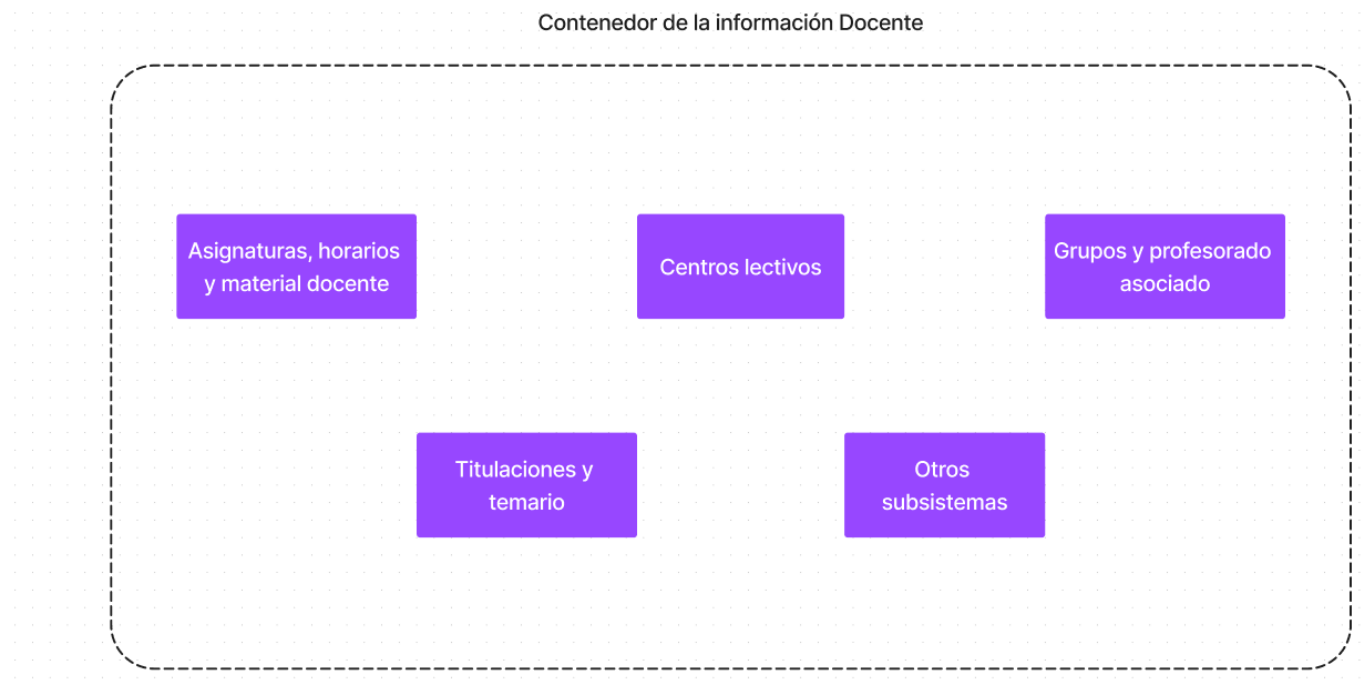 Contenedor de la información Docente
Asignaturas, horarios
y material docente
Centros lectivos
Grupos y profesorado
asociado
Titulaciones y
temario
Otros
subsistemas